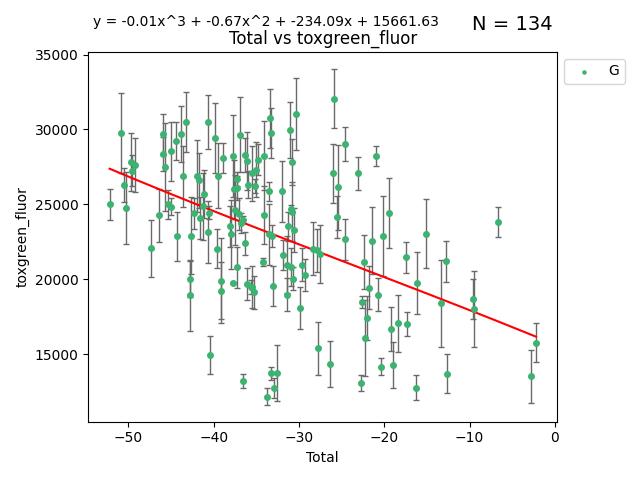 y = -0.01x^3 + -0.67x^2 + -234.09x + 15661.63 N = 134
Total vs toxgreen_fluor
35000
G
30000
25000
20000
15000
toxgreen_fluor
−50 −40 −30 −20 −10 0
Total